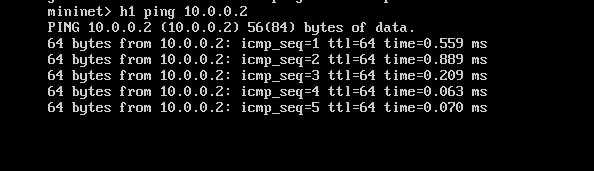 mininet> h1 ping 10.0.0.2
PING 10.0.0.2 (10.0.0.2) 56(84) bytes of data.
64 bytes from 10.0.0.2: icmp_seq=1 ttl=64 time=0.559 ms
64 bytes from 10.0.0.2: icmp_seq=2 ttl=64 time=0.889 ms
64 bytes from 10.0.0.2: icmp_seq=3 ttl=64 time=0.209 ms
64 bytes from 10.0.0.2: icmp_seq=4 ttl=64 time=0.063 ms
64 bytes from 10.0.0.2: icmp_seq=5 ttl=64 time=0.070 ms